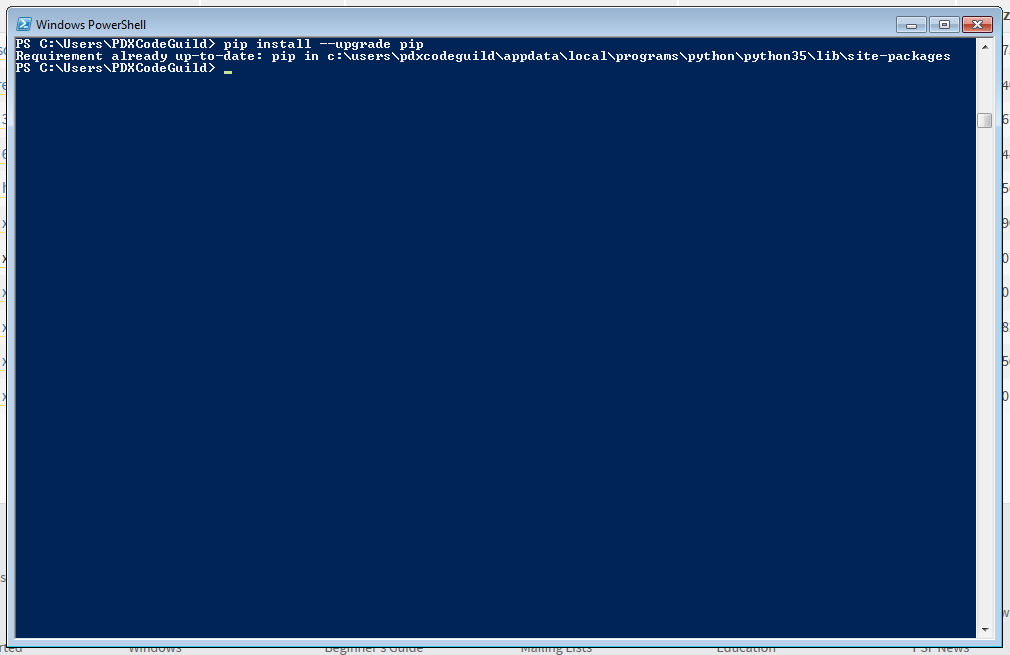 Windows PowerShell
PS C:\Users\PDXCodeGuild> pip install --upgrade pip
Requirement already up-to-date: pip in c:\users\pdxcodeguild\appdata\local\programs\python\python35\lib\site-packages
PS C:\Users\PDXCodeGuild>
Windows
Beginner's Guide
Mailing Lists
Education
PSF News